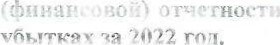 (финансовой) отчетности
убытках за 2022 год.